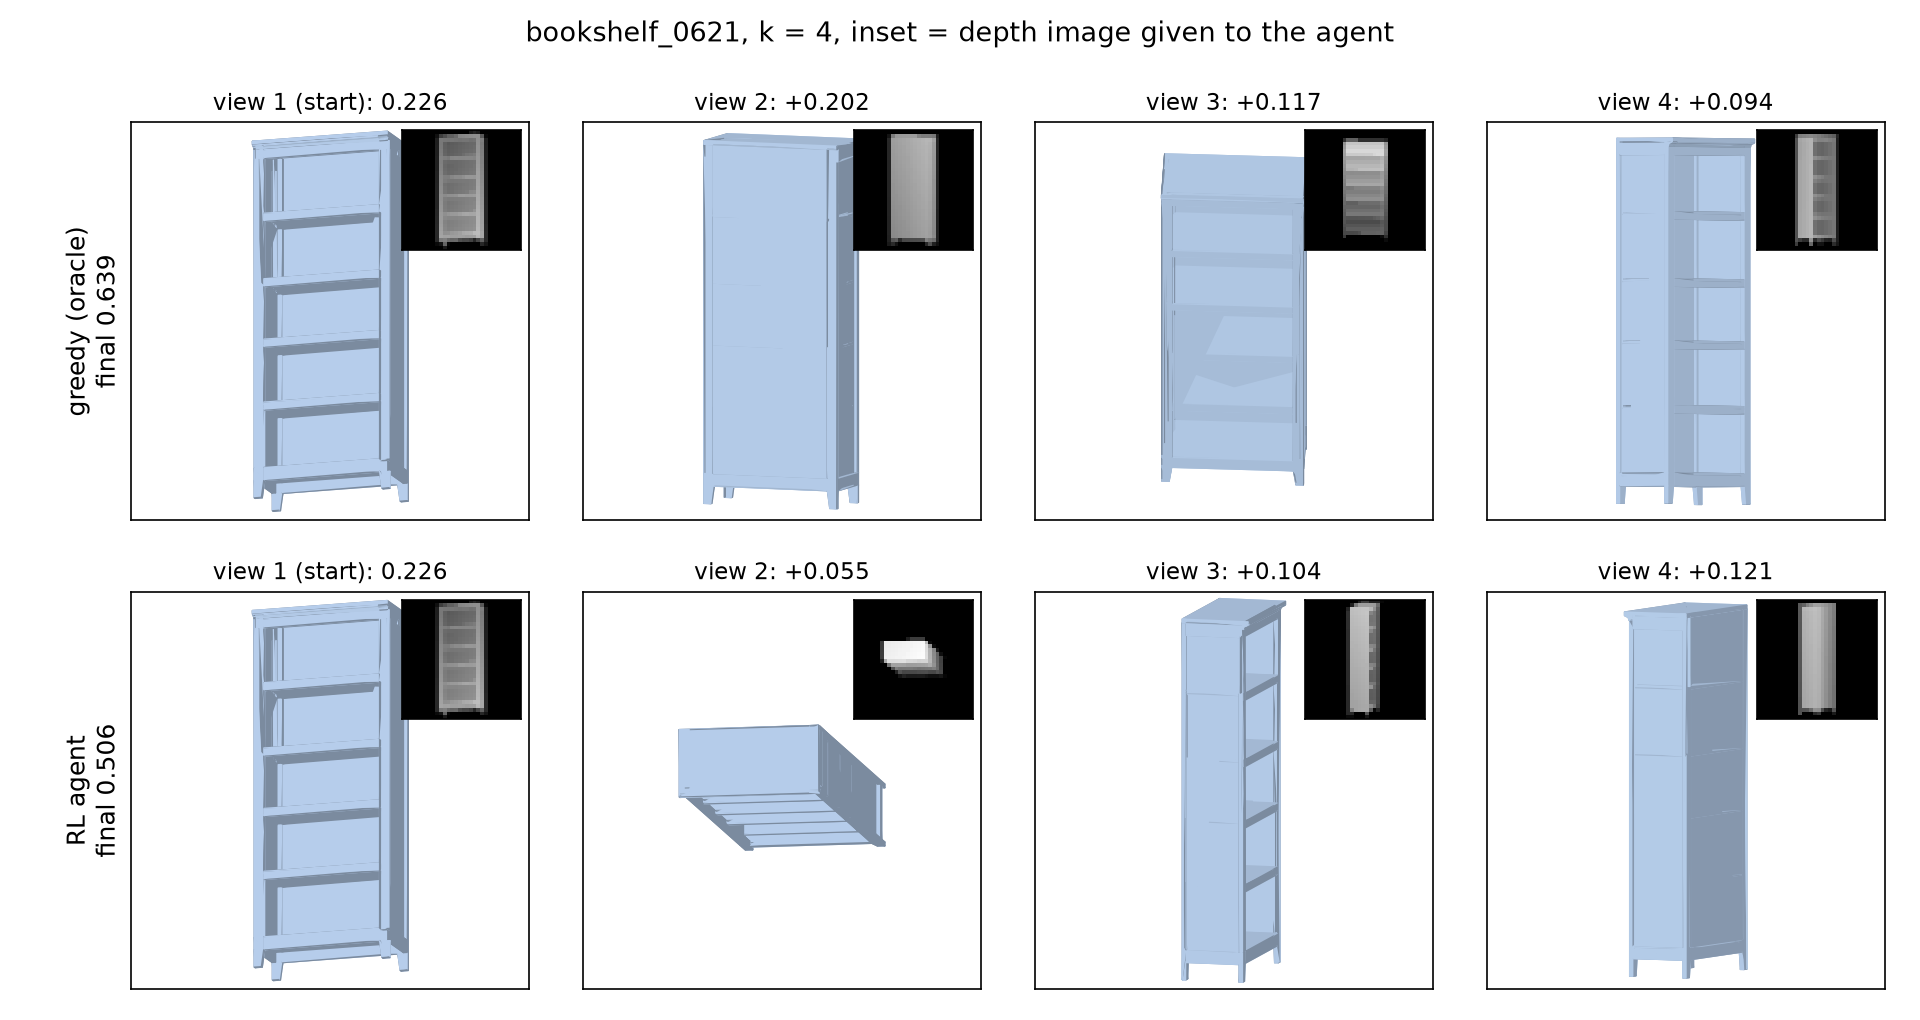 bookshelf_0621, k = 4, inset = depth image given to the agent
greedy (oracle)
final 0.639
view 1 (start): 0.226
view 2: +0.202
view 3: +0.117
view 4: +0.094
RL agent
final 0.506
view 1 (start): 0.226
view 2: +0.055
view 3: +0.104
view 4: +0.121